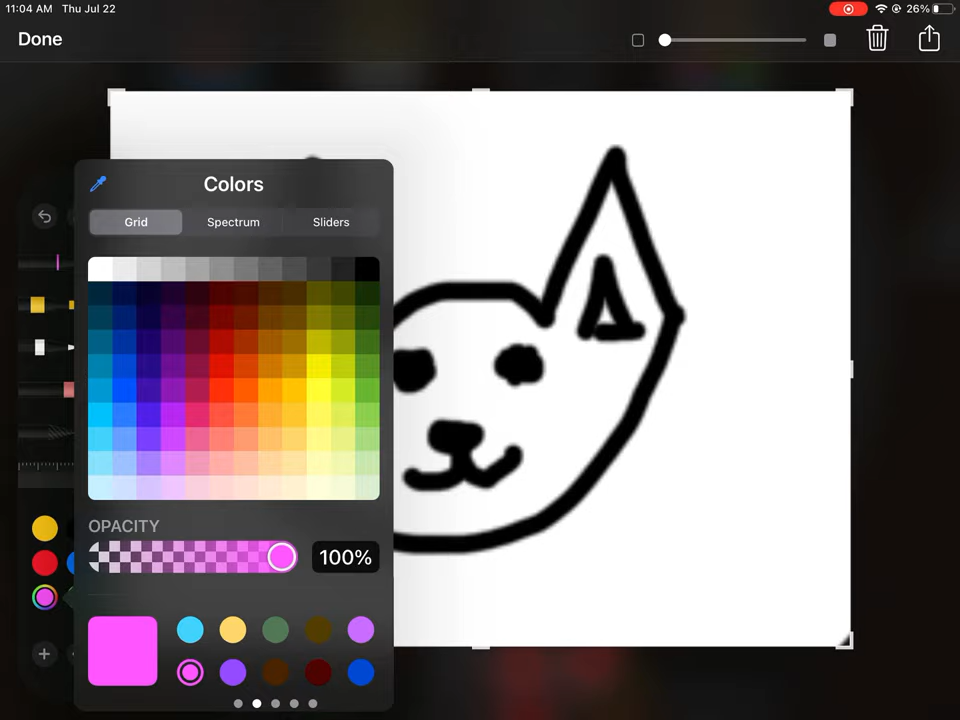 11:04 AM Thu Jul 22
26%
Done
Colors
Grid
Spectrum
Sliders
OPACITY
100%